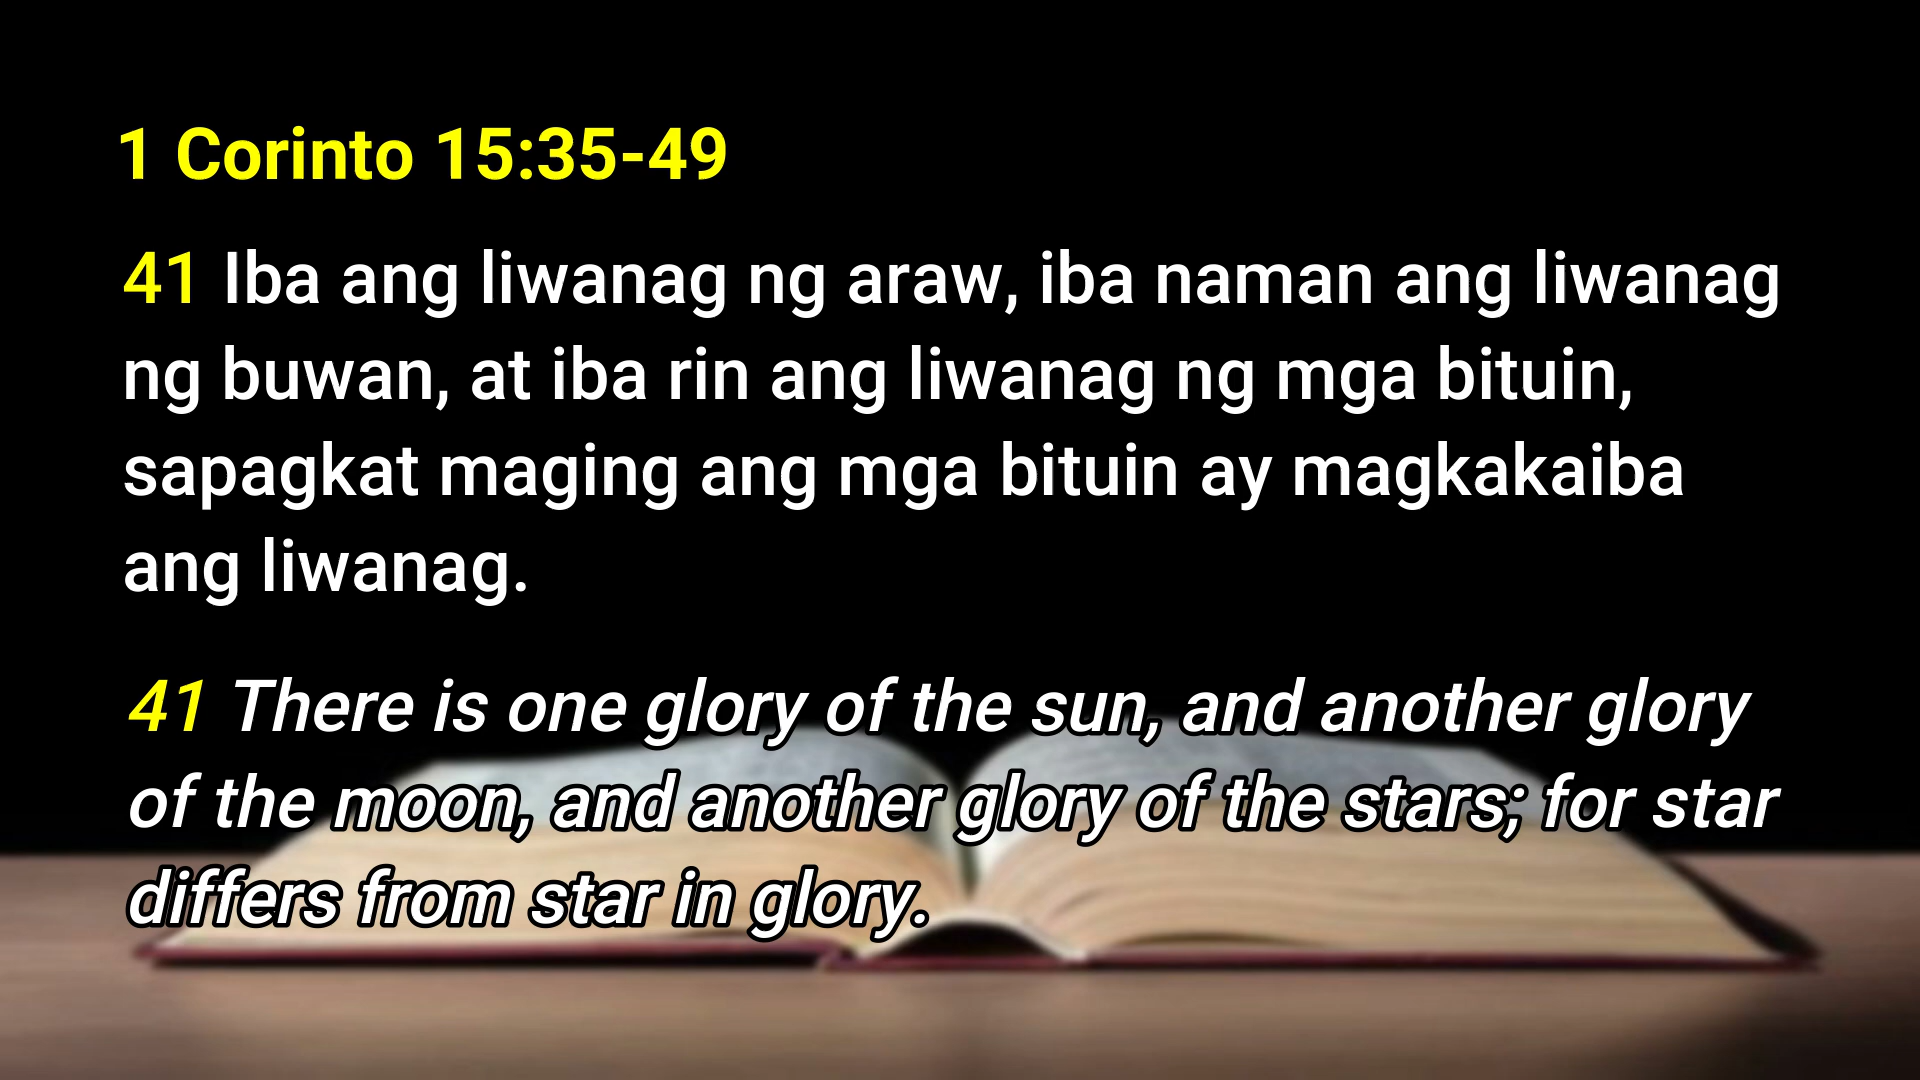 1 Corinto 15:35-49
41 Iba ang liwanag ng araw, iba naman ang liwanag
ng buwan, at iba rin ang liwanag ng mga bituin,
sapagkat maging ang mga bituin ay magkakaiba
ang liwanag.
41 There is one glory of the sun, and another glory
of the moon, and another glory of the stars; for star
differs from star in glory.